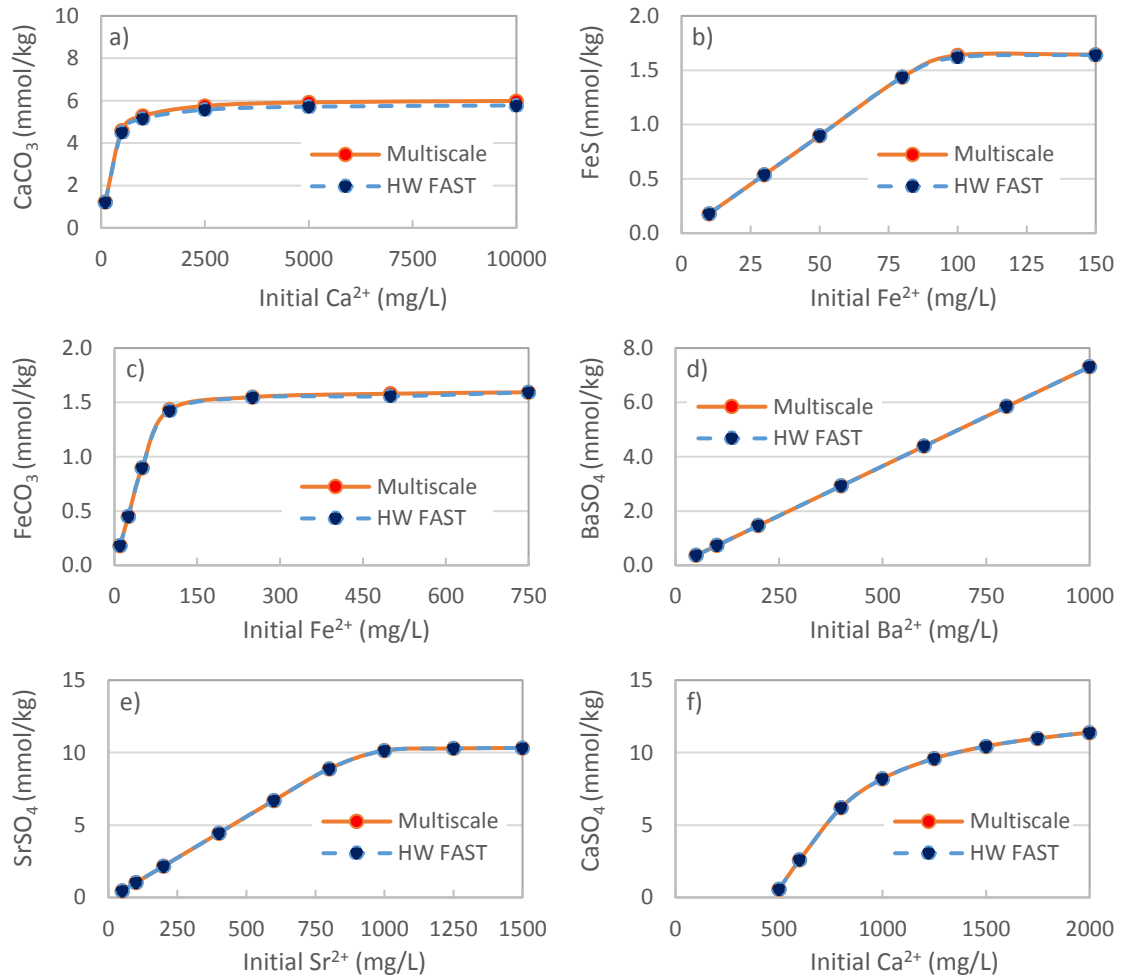 a)
CaCO3 (mmol/kg)
10
8
6
4
2
0
Multiscale
HW FAST
0 2500 5000 7500 10000
Initial Ca2+ (mg/L)
b)
FeS (mmol/kg)
2.0
1.5
1.0
0.5
0.0
Multiscale
HW FAST
0 25 50 75 100 125 150
Initial Fe2+ (mg/L)
c)
FeCO3 (mmol/kg)
2.0
1.5
1.0
0.5
0.0
Multiscale
HW FAST
0 150 300 450 600 750
Initial Fe2+ (mg/L)
d)
BaSO4 (mmol/kg)
8.0
6.0
4.0
2.0
0.0
Multiscale
HW FAST
0 250 500 750 1000
Initial Ba2+ (mg/L)
e)
SrSO4 (mmol/kg)
15
10
5
0
Multiscale
HW FAST
0 250 500 750 1000 1250 1500
Initial Sr2+ (mg/L)
f)
CaSO4 (mmol/kg)
15
10
5
0
Multiscale
HW FAST
0 500 1000 1500 2000
Initial Ca2+ (mg/L)